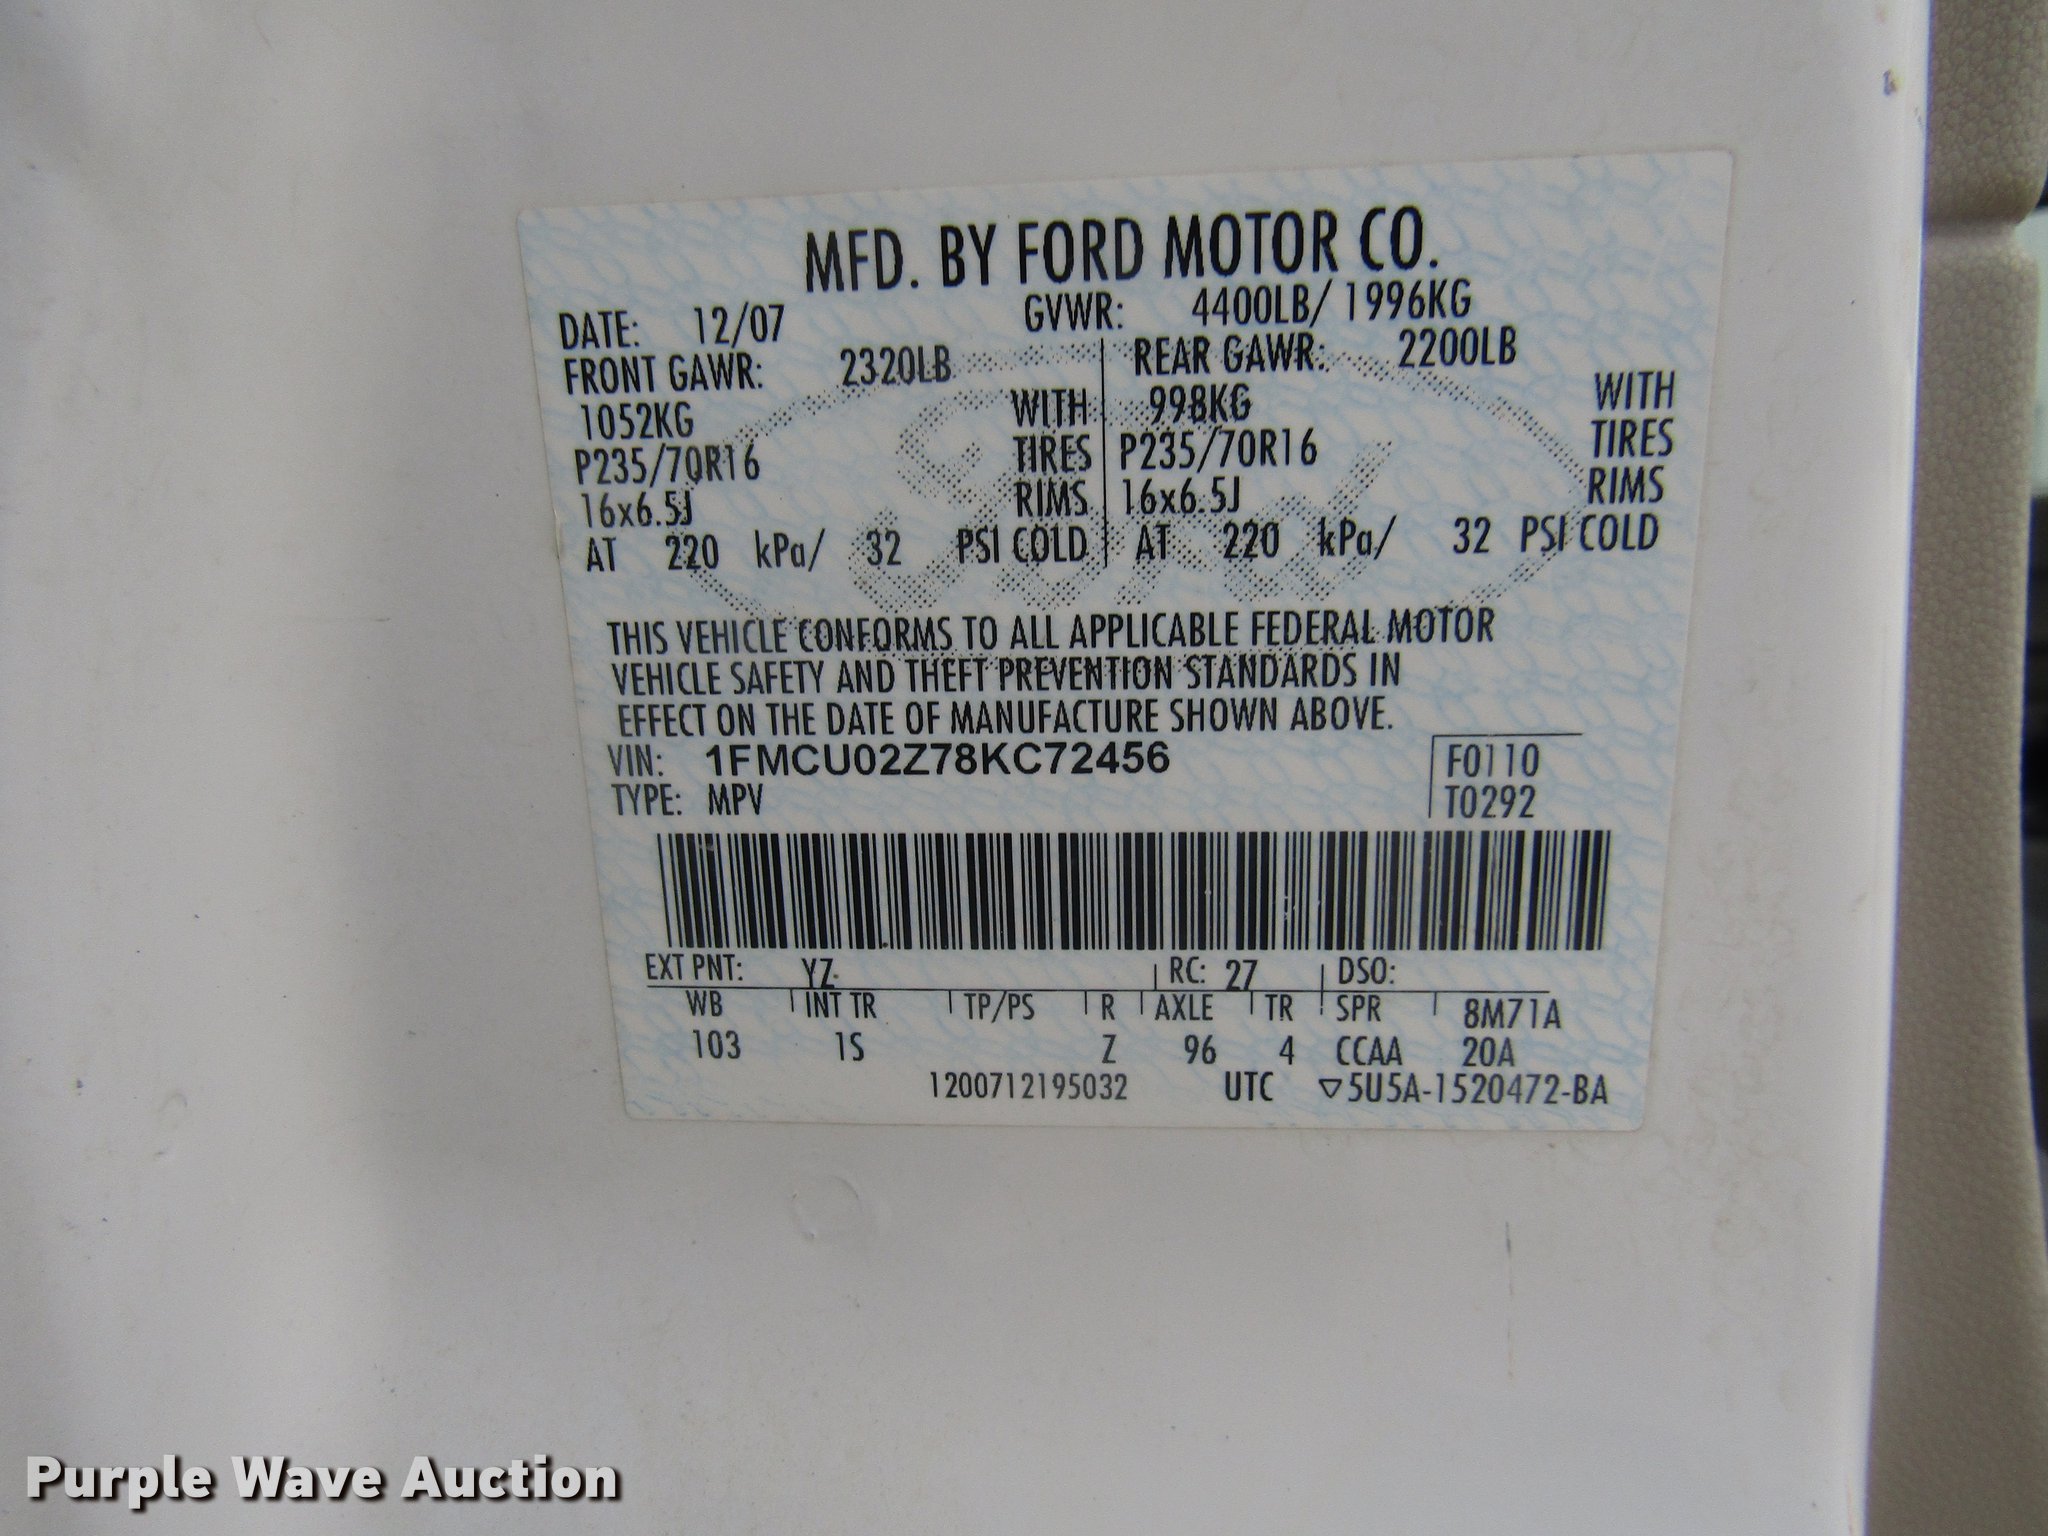 MFD. BY FORD MOTOR CO.
DATE: 12/07 GVWR: 4400LB/ 1996KG
FRONT GAWR: 2320LB REAR GAWR: 2200LB
1052KG WITH 998KG WITH
P235/70R16 TIRES P235/70R16 TIRES
16x6.5J RIMS 16x6.5J RIMS
AT 220 kPa/ 32 PSI COLD AT 220 kPa/ 32 PSI COLD
THIS VEHICLE CONFORMS TO ALL APPLICABLE FEDERAL MOTOR
VEHICLE SAFETY AND THEFT PREVENTION STANDARDS IN
EFFECT ON THE DATE OF MANUFACTURE SHOWN ABOVE.
VIN: 1FMCU02Z78KC72456 F0110
TYPE: MPV T0292
EXT PNT: YZ RC: 27 DSO:
WB INT TR TP/PS R AXLE TR SPR 8M71A
103 1S Z 96 4 CCAA 20A
1200712195032 UTC ▽5U5A-1520472-BA
Ford
Purple Wave Auction